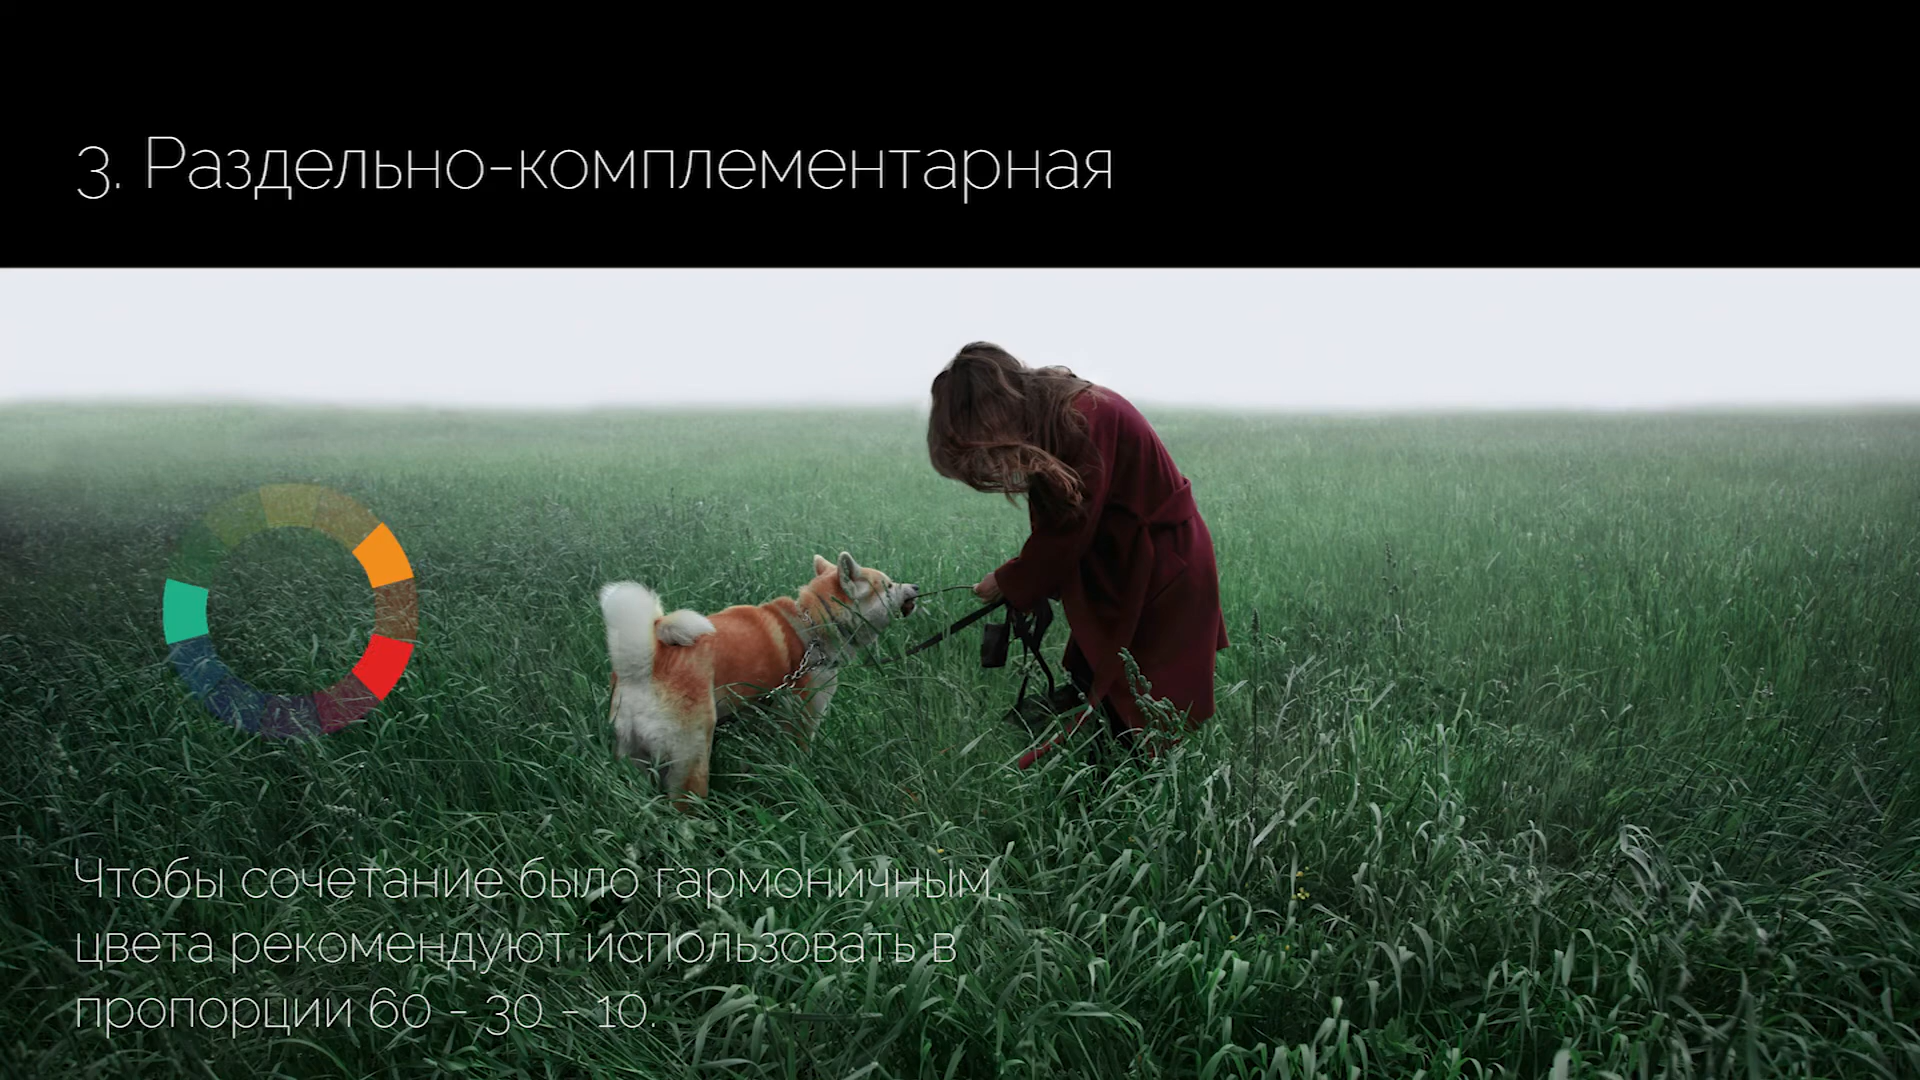 3. Раздельно-комплементарная
Чтобы сочетание было гармоничным,
цвета рекомендуют использовать в
пропорции 60 - 30 - 10.